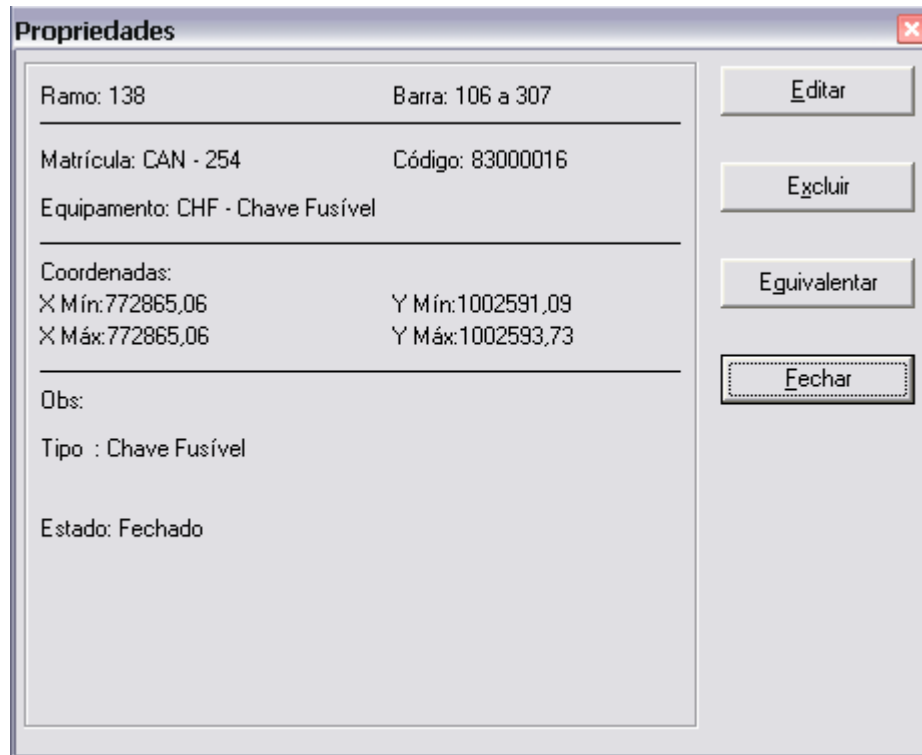 Propriedades
Ramo: 138 Barra: 106 a 307
Editar
Matrícula: CAN - 254 Código: 83000016
Excluir
Equipamento: CHF - Chave Fusível
Coordenadas:
Eguivalentar
X Mín:772865,06 Y Mín:1002591,09
X Máx:772865,06 Y Máx:1002593,73
Fechar
Obs:
Tipo : Chave Fusível
Estado: Fechado